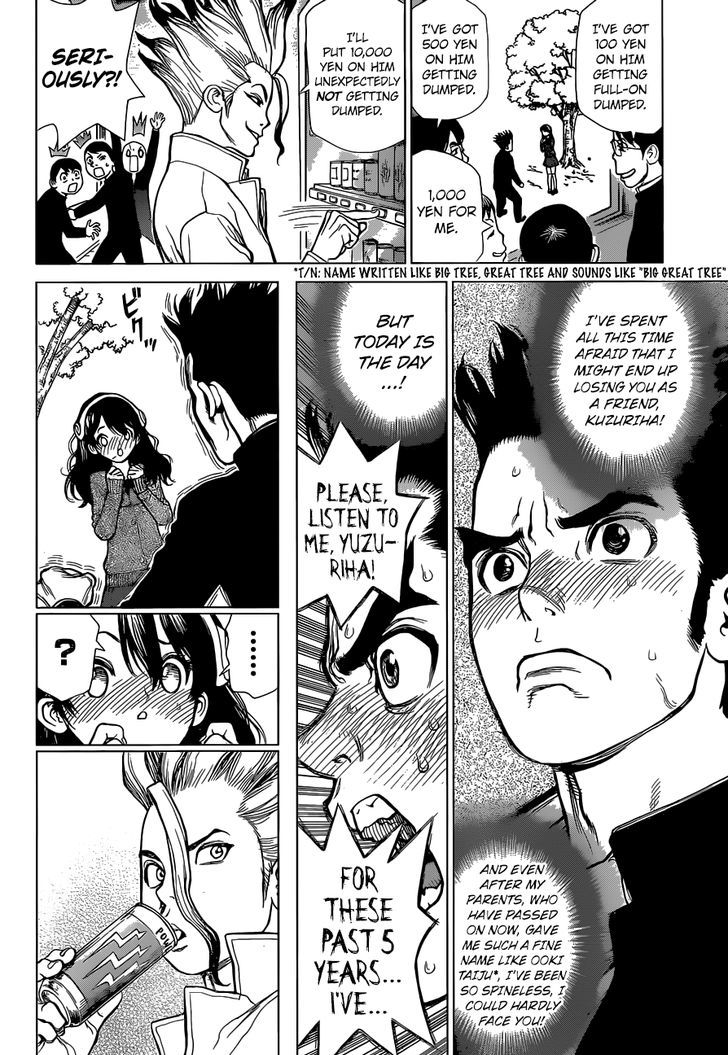 I'VE GOT
100 YEN
ON HIM
GETTING
FULL-ON
DUMPED.
I'VE GOT
500 YEN
ON HIM
GETTING
DUMPED.
1,000
YEN FOR
ME.
I'LL
PUT 10,000
YEN ON HIM
UNEXPECTEDLY
NOT GETTING
DUMPED.
SERI-
OUSLY?!
*T/N: NAME WRITTEN LIKE BIG TREE, GREAT TREE AND SOUNDS LIKE "BIG GREAT TREE"
I'VE SPENT
ALL THIS TIME
AFRAID THAT I
MIGHT END UP
LOSING YOU AS
A FRIEND,
KUZURIHA!
AND EVEN
AFTER MY
PARENTS, WHO
HAVE PASSED
ON NOW, GAVE
ME SUCH A FINE
NAME LIKE OOKI
TAIJU*, I'VE BEEN
SO SPINELESS, I
COULD HARDLY
FACE YOU!
BUT
TODAY IS
THE DAY
...!
PLEASE,
LISTEN TO
ME, YUZU-
RIHA!
FOR
THESE
PAST 5
YEARS...
I'VE...
ビクッ
......
?
POW